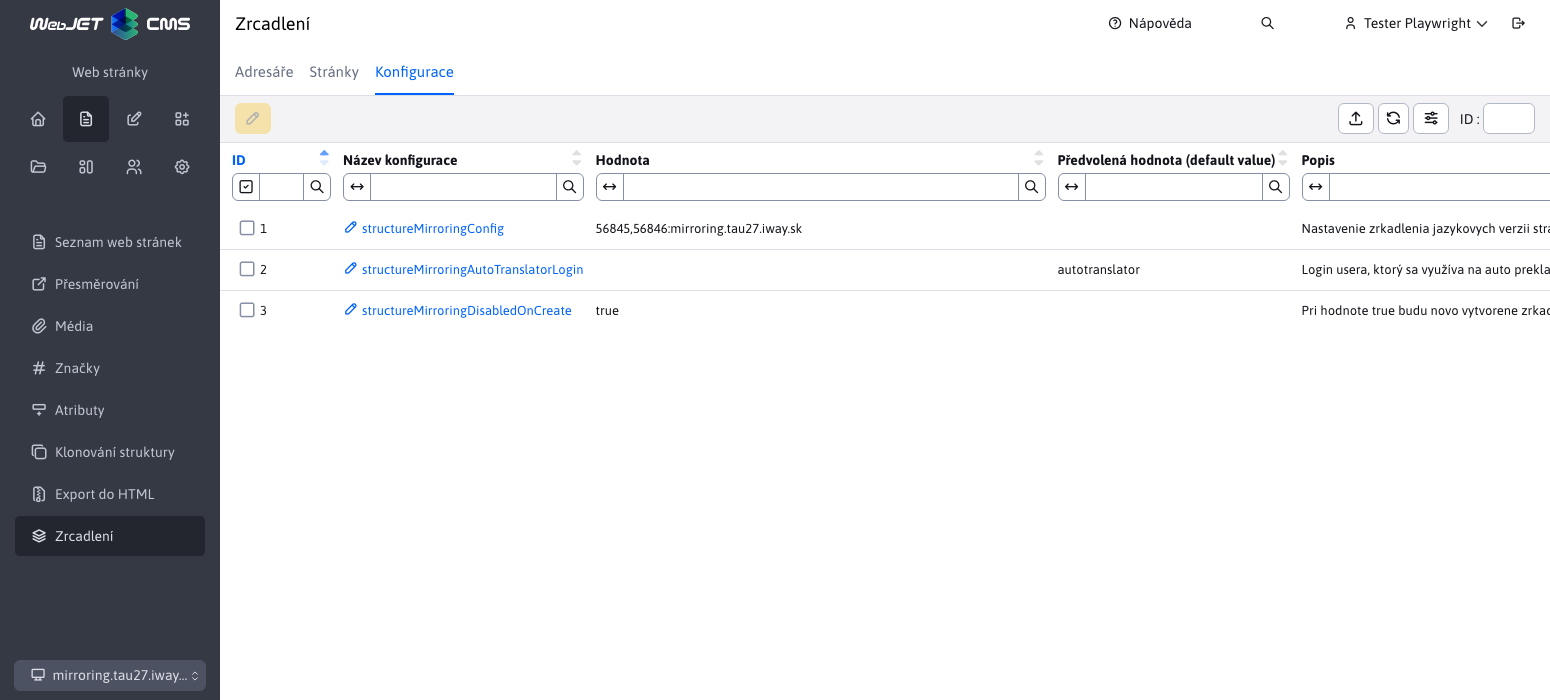 WebJET CMS
Zrcadlení
Nápověda
Tester Playwright
Web stránky
Adresáře Stránky Konfigurace
ID :
ID Název konfigurace Hodnota Předvolená hodnota (default value) Popis
1 structureMirroringConfig 56845,56846:mirroring.tau27.iway.sk Nastavenie zrkadlenia jazykovych verzii stra
2 structureMirroringAutoTranslatorLogin autotranslator Login usera, ktorý sa využíva na auto prekla
3 structureMirroringDisabledOnCreate true Pri hodnote true budu novo vytvorene zrkad
Seznam web stránek
Přesměrování
Média
Značky
Atributy
Klonování struktury
Export do HTML
Zrcadlení
mirroring.tau27.iway...